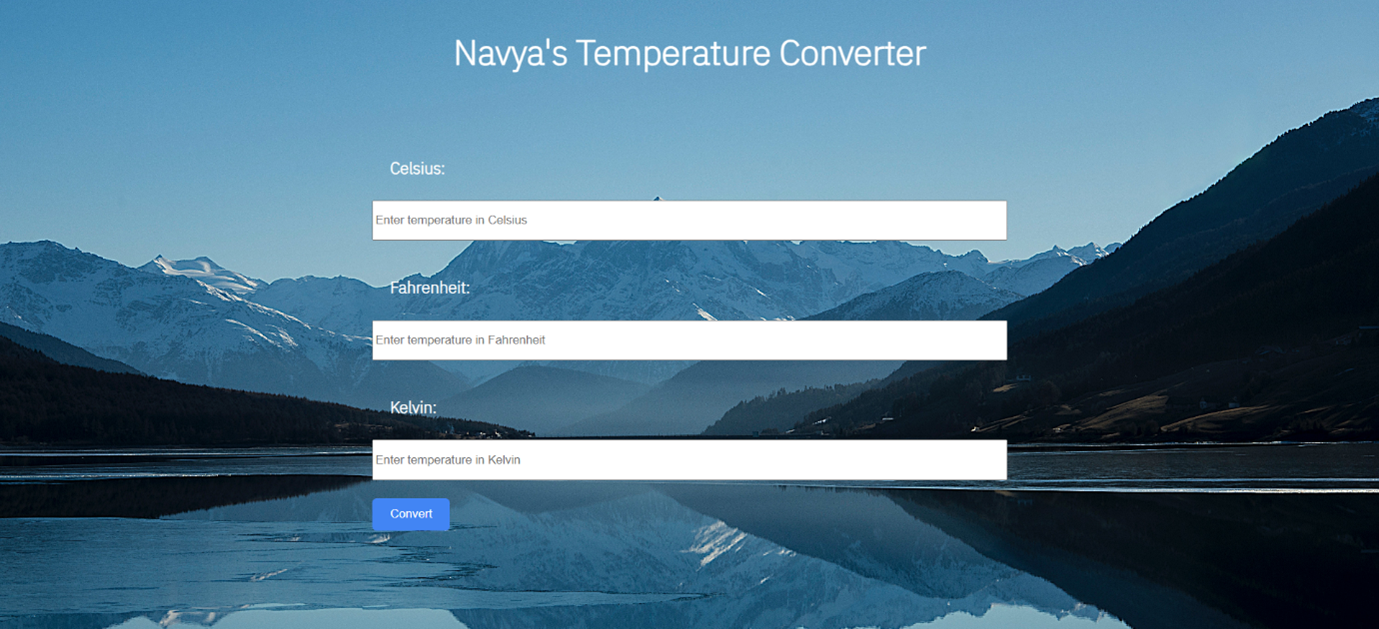 Navya's Temperature Converter
Celsius:
Enter temperature in Celsius
Fahrenheit:
Enter temperature in Fahrenheit
Kelvin:
Enter temperature in Kelvin
Convert